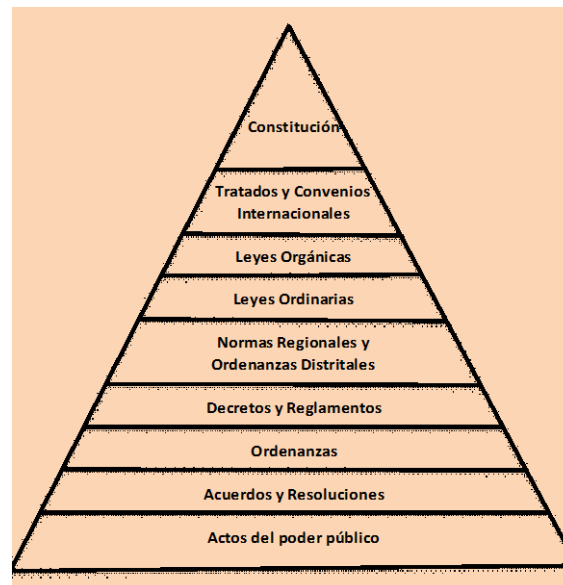 Constitución
Tratados y Convenios
Internacionales
Leyes Orgánicas
Leyes Ordinarias
Normas Regionales y
Ordenanzas Distritales
Decretos y Reglamentos
Ordenanzas
Acuerdos y Resoluciones
Actos del poder público